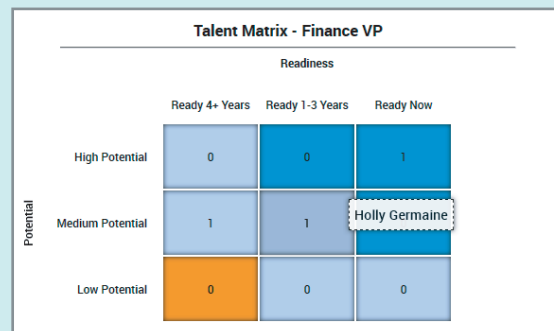 Talent Matrix - Finance VP
Readiness
Ready 4+ Years Ready 1-3 Years Ready Now
Potential
High Potential 0 0 1
Medium Potential 1 1 Holly Germaine
Low Potential 0 0 0